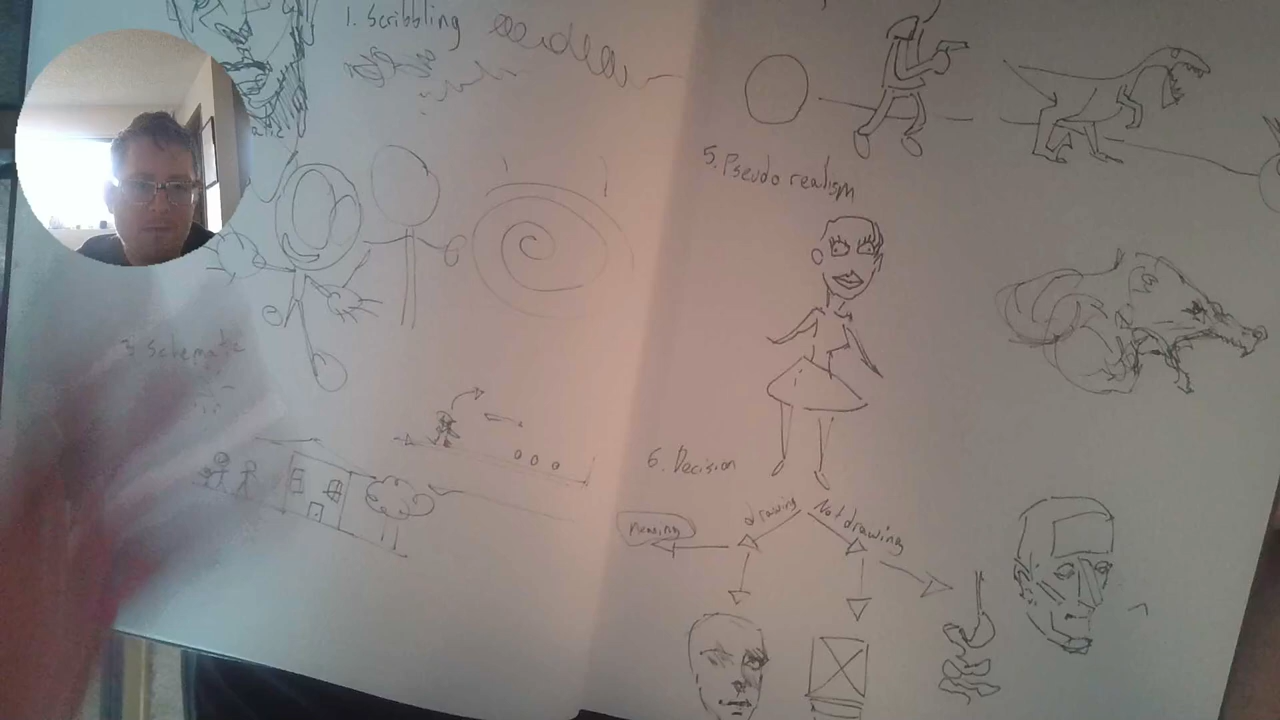 1. Scribbling
3. Schematic
5. Pseudo realism
6. Decision
drawing
Not drawing